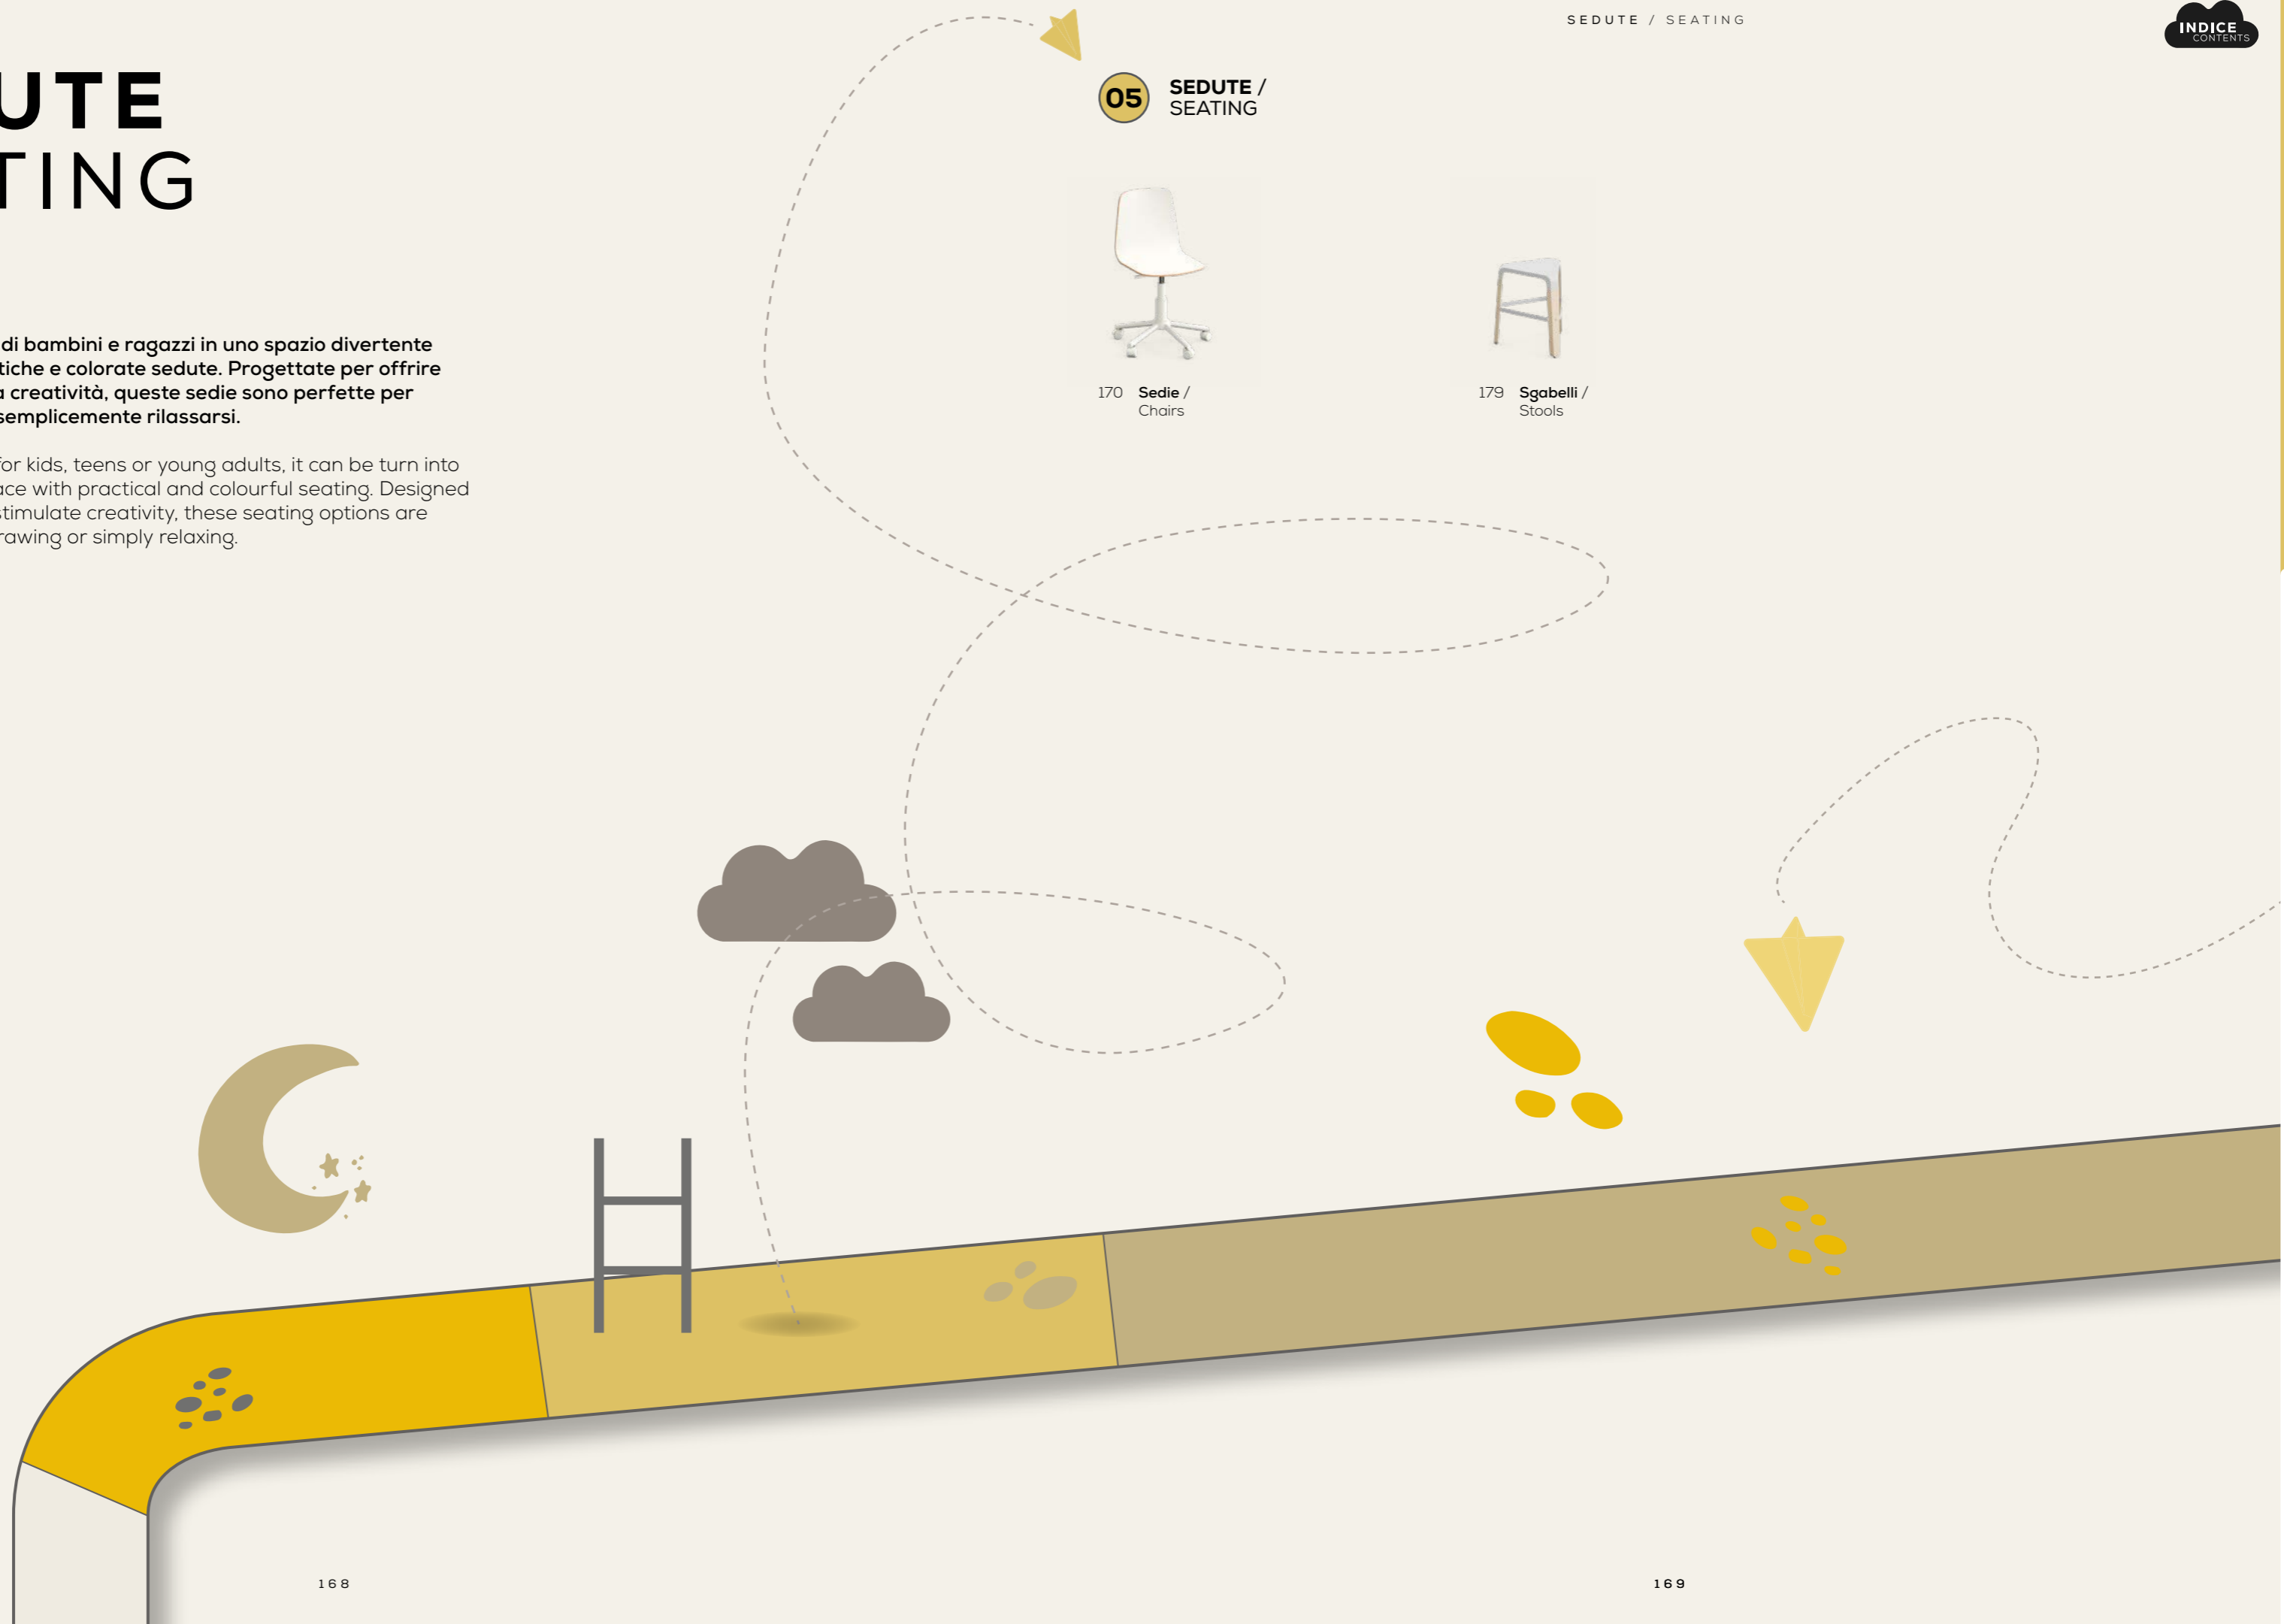 SEDUTE / SEATING
INDICE
CONTENTS
UTE
TING
05
SEDUTE /
SEATING
di bambini e ragazzi in uno spazio divertente
tiche e colorate sedute. Progettate per offrire
a creatività, queste sedie sono perfette per
semplicemente rilassarsi.
for kids, teens or young adults, it can be turn into
ace with practical and colourful seating. Designed
stimulate creativity, these seating options are
rawing or simply relaxing.
170 Sedie /
Chairs
179 Sgabelli /
Stools
168
169